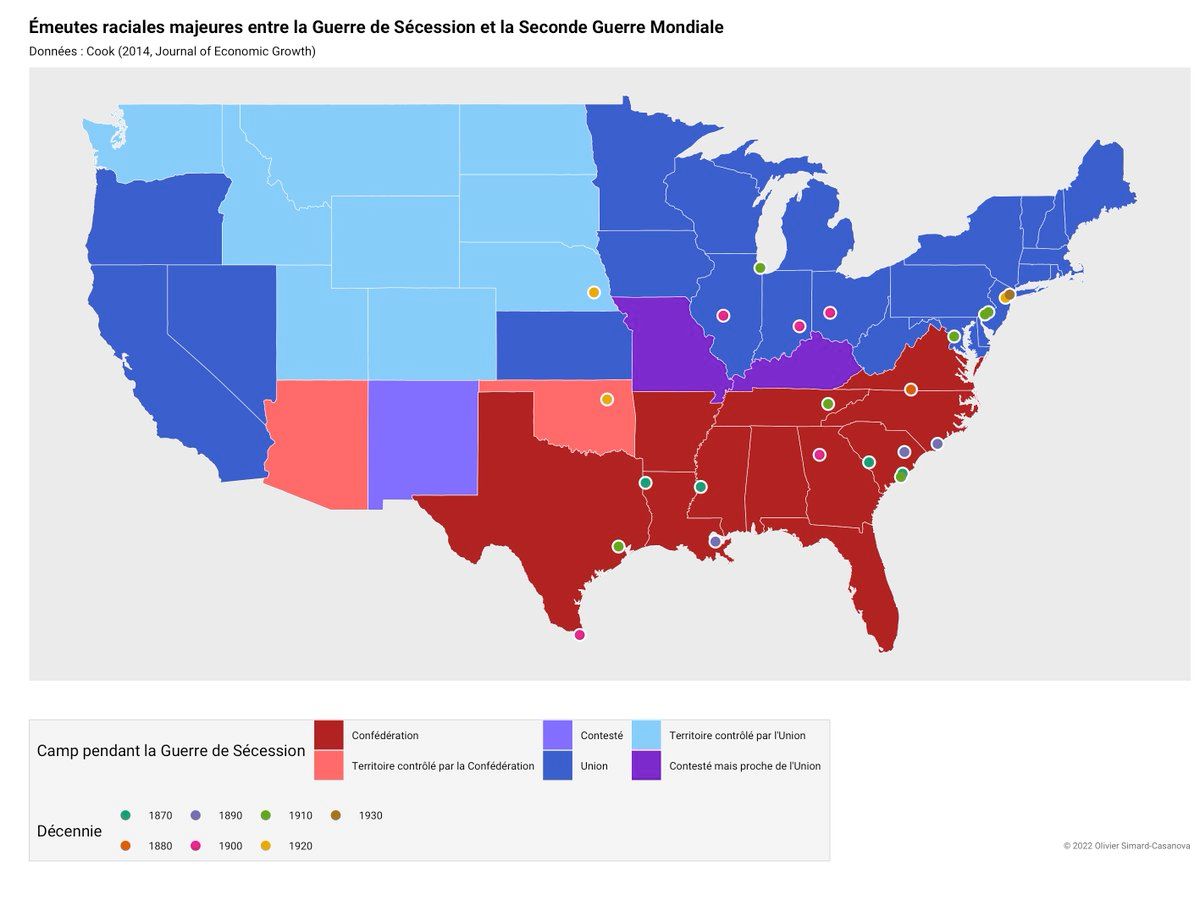 Émeutes raciales majeures entre la Guerre de Sécession et la Seconde Guerre Mondiale
Données : Cook (2014, Journal of Economic Growth)
Camp pendant la Guerre de Sécession
Confédération
Contesté
Territoire contrôlé par l'Union
Territoire contrôlé par la Confédération
Union
Contesté mais proche de l'Union
Décennie
1870
1890
1910
1930
1880
1900
1920
© 2022 Olivier Simard-Casanova